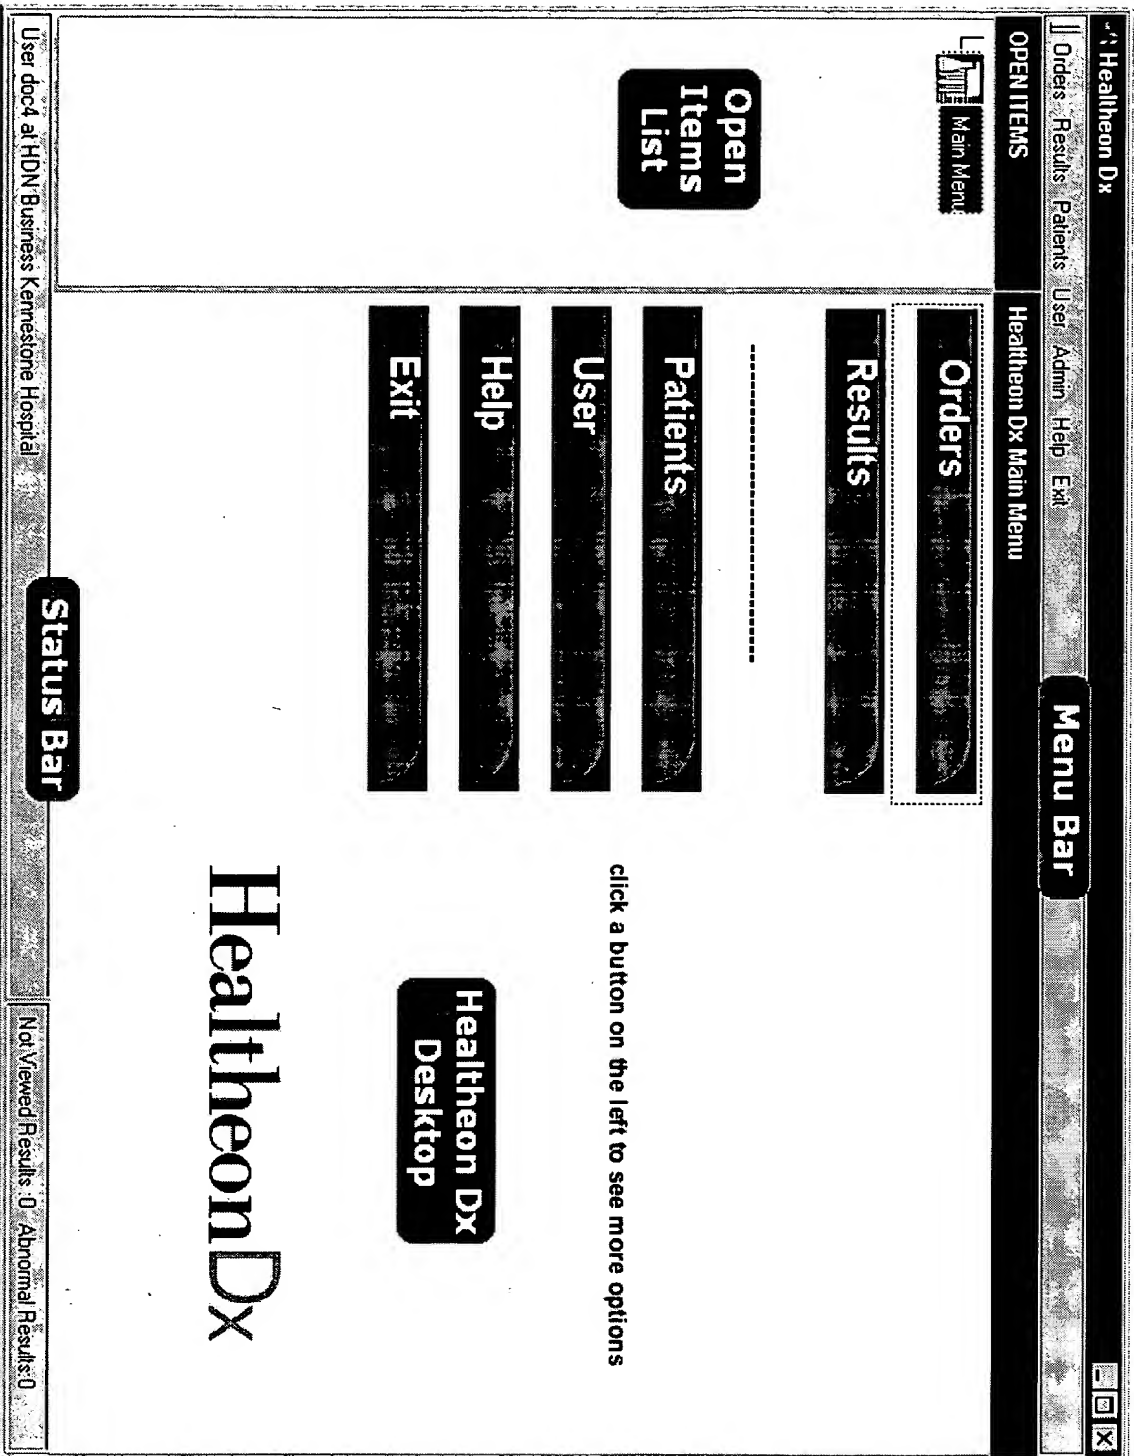 Healtheon Dx
Orders Results Patients User Admin Help Exit
Menu Bar
OPEN ITEMS
Healtheon Dx Main Menu
Main Menu
Orders
Results
Open
Items
List
Patients
User
Help
Exit
click a button on the left to see more options
Healtheon Dx
Desktop
HealtheonDx
Status Bar
User doc4 at HDN Business Kennestone Hospital
Not Viewed Results :0 Abnormal Results:0